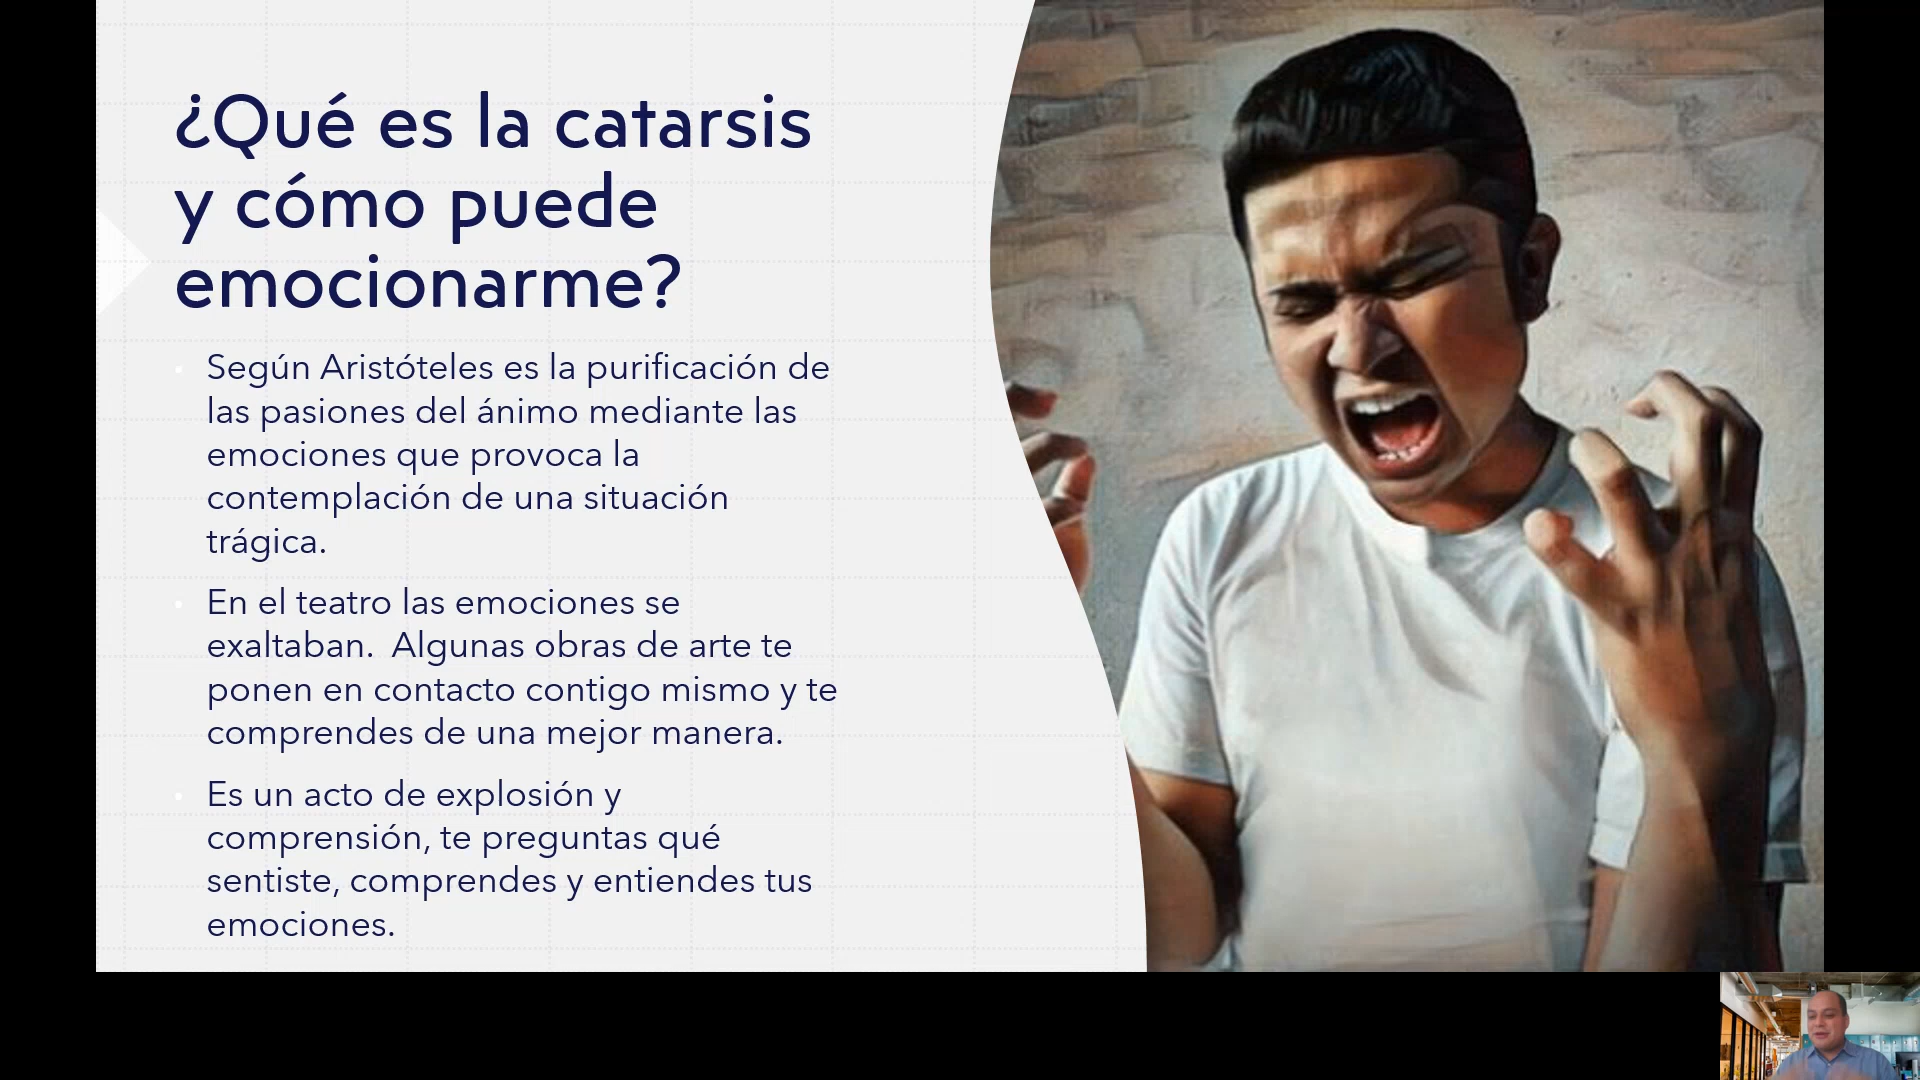 ¿Qué es la catarsis
y cómo puede
emocionarme?
Según Aristóteles es la purificación de
las pasiones del ánimo mediante las
emociones que provoca la
contemplación de una situación
trágica.
En el teatro las emociones se
exaltaban.  Algunas obras de arte te
ponen en contacto contigo mismo y te
comprendes de una mejor manera.
Es un acto de explosión y
comprensión, te preguntas qué
sentiste, comprendes y entiendes tus
emociones.